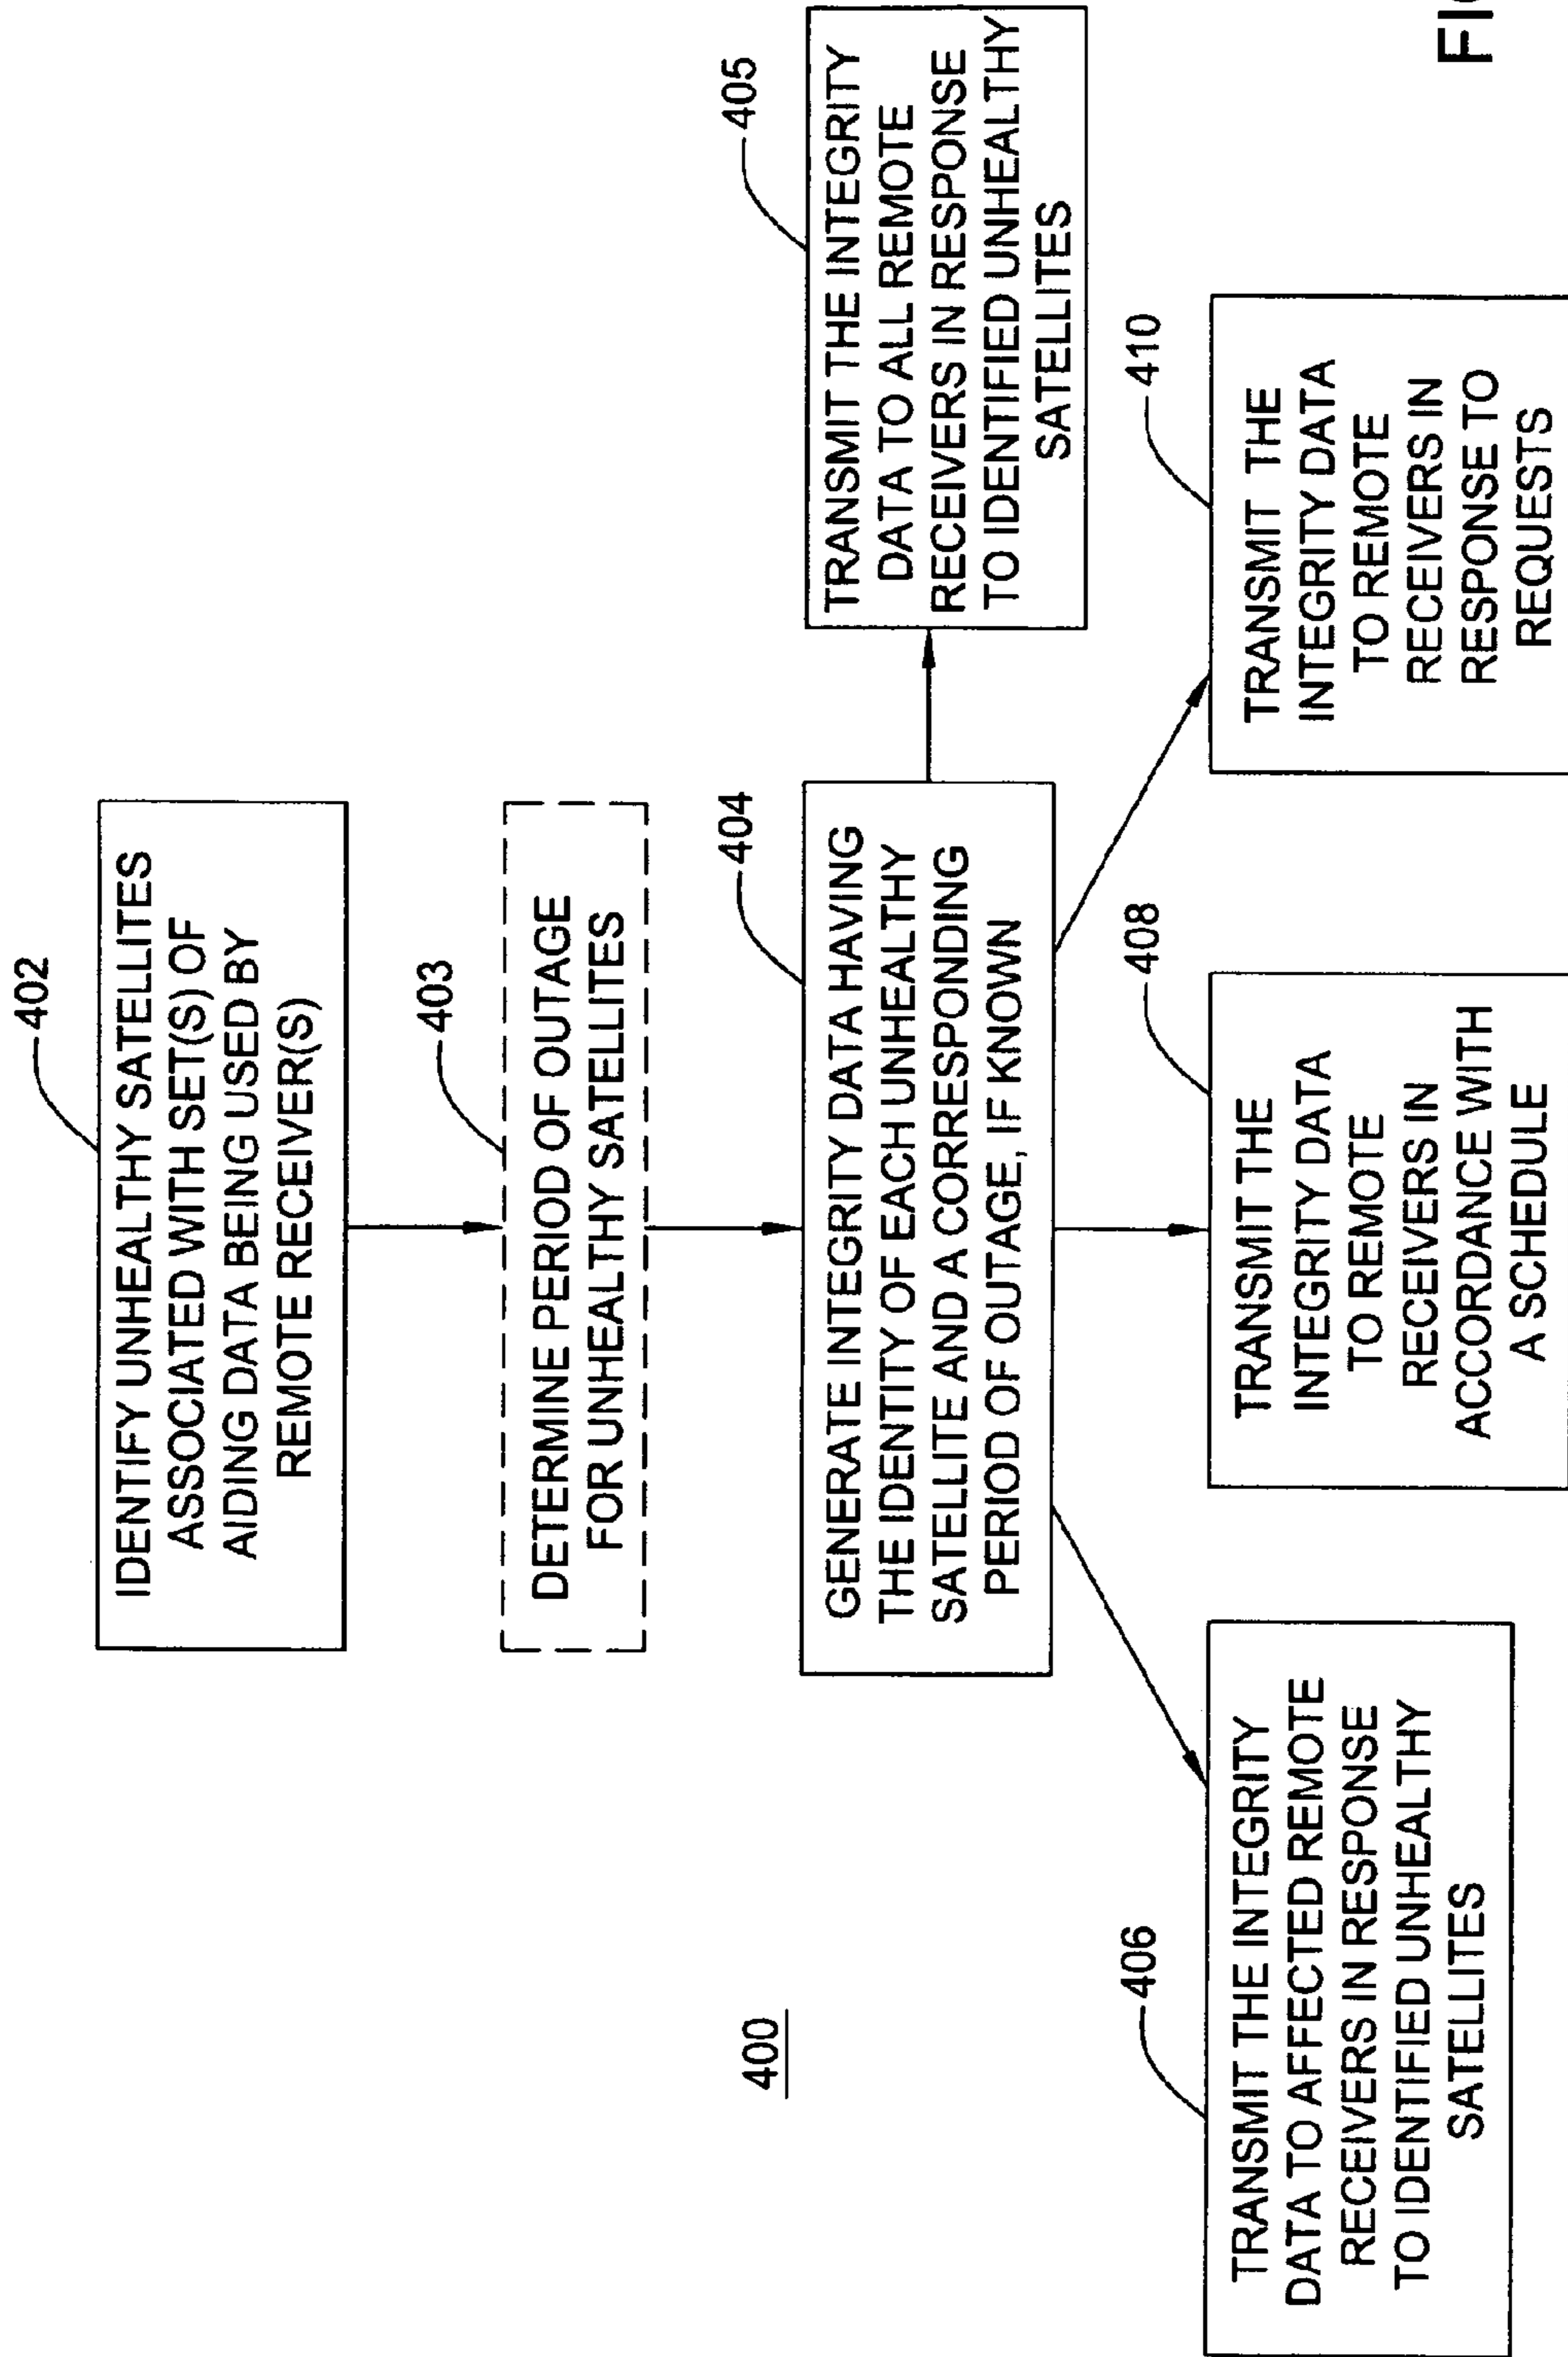 400
402
IDENTIFY UNHEALTHY SATELLITES
ASSOCIATED WITH SET(S) OF
AIDING DATA BEING USED BY
REMOTE RECEIVER(S)
403
DETERMINE PERIOD OF OUTAGE
FOR UNHEALTHY SATELLITES
404
GENERATE INTEGRITY DATA HAVING
THE IDENTITY OF EACH UNHEALTHY
SATELLITE AND A CORRESPONDING
PERIOD OF OUTAGE, IF KNOWN
405
TRANSMIT THE INTEGRITY
DATA TO ALL REMOTE
RECEIVERS IN RESPONSE
TO IDENTIFIED UNHEALTHY
SATELLITES
406
TRANSMIT THE INTEGRITY
DATA TO AFFECTED REMOTE
RECEIVERS IN RESPONSE
TO IDENTIFIED UNHEALTHY
SATELLITES
408
TRANSMIT THE
INTEGRITY DATA
TO REMOTE
RECEIVERS IN
ACCORDANCE WITH
A SCHEDULE
410
TRANSMIT THE
INTEGRITY DATA
TO REMOTE
RECEIVERS IN
RESPONSE TO
REQUESTS